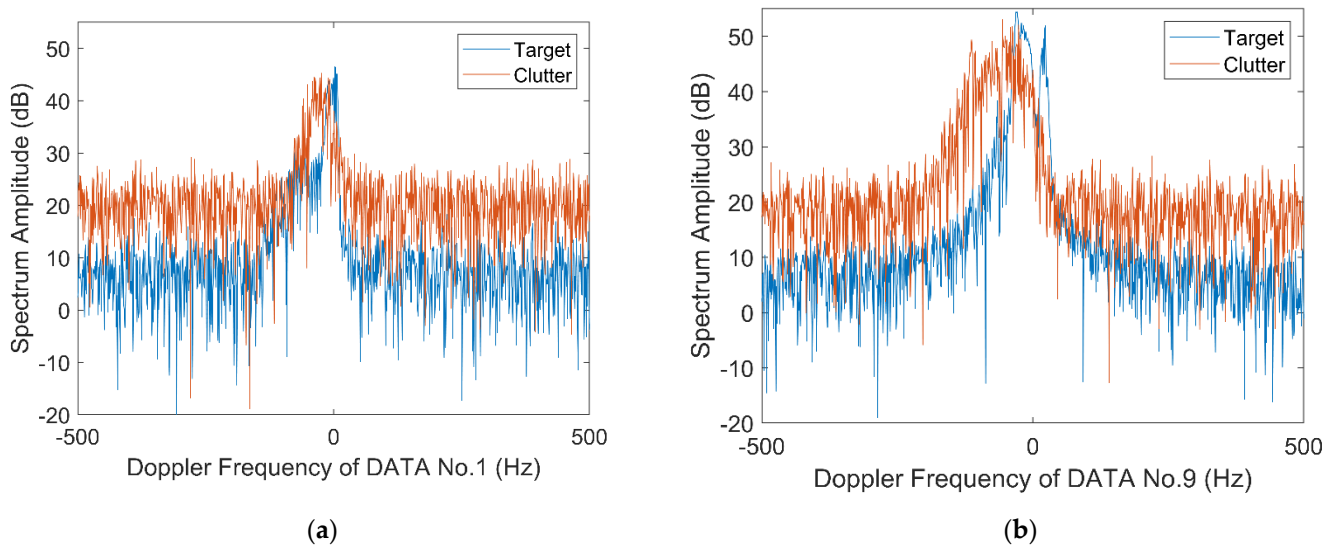 Spectrum Amplitude (dB)
50
40
30
20
10
0
-10
-20
-500
0
500
Target
Clutter
Doppler Frequency of DATA No.1 (Hz)
(a)
Spectrum Amplitude (dB)
50
40
30
20
10
0
-10
-20
-500
0
500
Target
Clutter
Doppler Frequency of DATA No.9 (Hz)
(b)